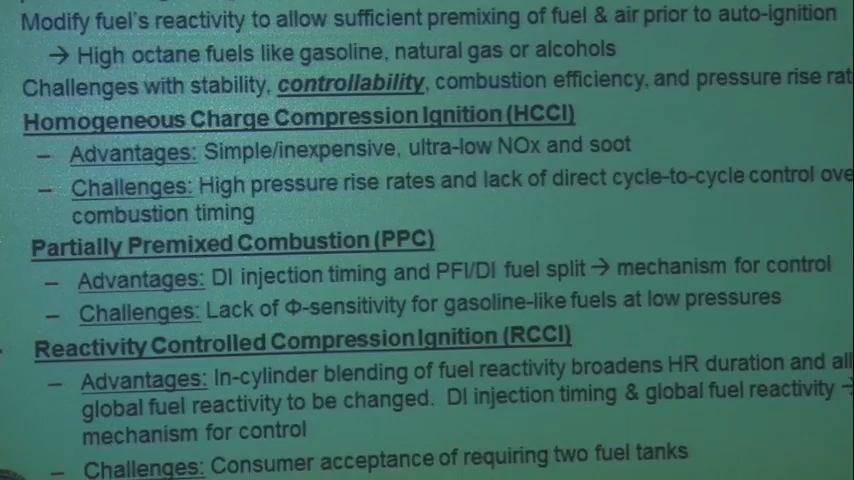 Modify fuel's reactivity to allow sufficient premixing of fuel & air prior to auto-ignition
→ High octane fuels like gasoline, natural gas or alcohols
Challenges with stability, controllability, combustion efficiency, and pressure rise rat
Homogeneous Charge Compression Ignition (HCCI)
– Advantages: Simple/inexpensive, ultra-low NOx and soot
– Challenges: High pressure rise rates and lack of direct cycle-to-cycle control ove
combustion timing
Partially Premixed Combustion (PPC)
– Advantages: DI injection timing and PFI/DI fuel split → mechanism for control
– Challenges: Lack of Φ-sensitivity for gasoline-like fuels at low pressures
Reactivity Controlled Compression Ignition (RCCI)
– Advantages: In-cylinder blending of fuel reactivity broadens HR duration and all
global fuel reactivity to be changed. DI injection timing & global fuel reactivity →
mechanism for control
– Challenges: Consumer acceptance of requiring two fuel tanks